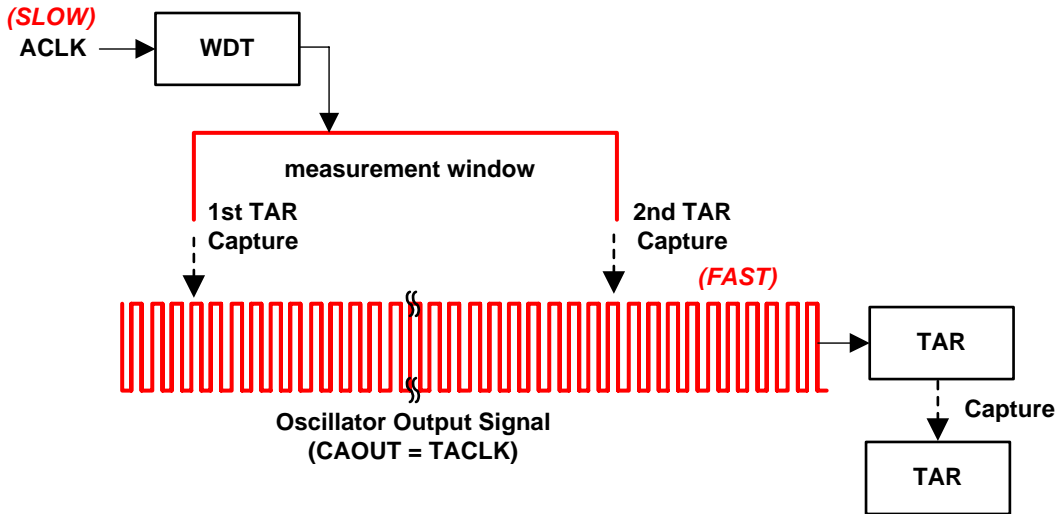 (SLOW)
ACLK
WDT
measurement window
1st TAR
Capture
2nd TAR
Capture
(FAST)
TAR
Oscillator Output Signal
(CAOUT = TACLK)
Capture
TAR